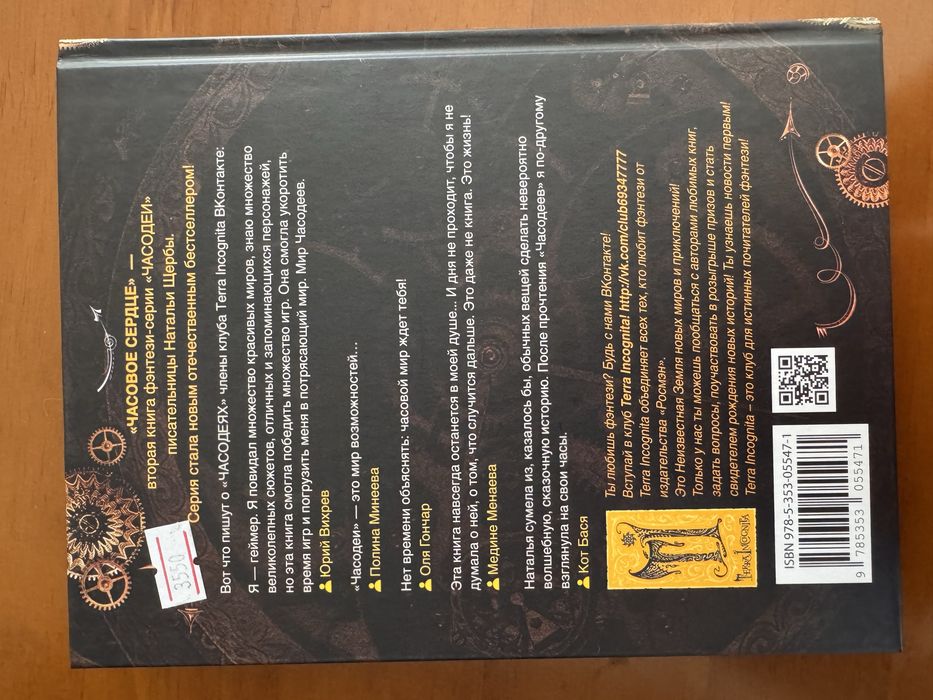 «ЧАСОВОЕ СЕРДЦЕ» —
вторая книга фэнтези-серии «ЧАСОДЕИ»
писательницы Натальи Щербы.
Серия стала новым отечественным бестселлером!
3550
Вот что пишут о «ЧАСОДЕЯХ» члены клуба Terra Incognita ВКонтакте:
Я — геймер. Я повидал множество красивых миров, знаю множество
великолепных сюжетов, отличных и запоминающихся персонажей,
но эта книга смогла победить множество игр. Она смогла укоротить
время игр и погрузить меня в потрясающий мир Часодеев.
Юрий Вихрев
«Часодеи» — это мир возможностей...
Полина Минеева
Нет времени объяснять: часовой мир ждет тебя!
Оля Гончар
Эта книга навсегда останется в моей душе... И дня не проходит, чтобы я не
думала о ней, о том, что случится дальше. Это даже не книга. Это жизнь!
Медине Менаева
Наталья сумела из, казалось бы, обычных вещей сделать невероятно
волшебную, сказочную историю. После прочтения «Часодеев» я по-другому
взглянула на свои часы.
Кот Бася
Ты любишь фэнтези? Будь с нами ВКонтакте!
Вступай в клуб Terra Incognita! http://vk.com/club69347777
Terra Incognita объединяет всех, кто любит фэнтези от
издательства «Росмэн».
Это Неизвестная Земля новых миров и приключений!
Только у нас ты можешь пообщаться с авторами любимых книг,
задать вопросы, поучаствовать в розыгрыше призов и стать
свидетелем рождения новых историй! Ты узнаешь новости первым!
Terra Incognita – это клуб для истинных почитателей фэнтези!
TERRA INCOGNITA
ISBN 978-5-353-05547-1
9 785353 055471